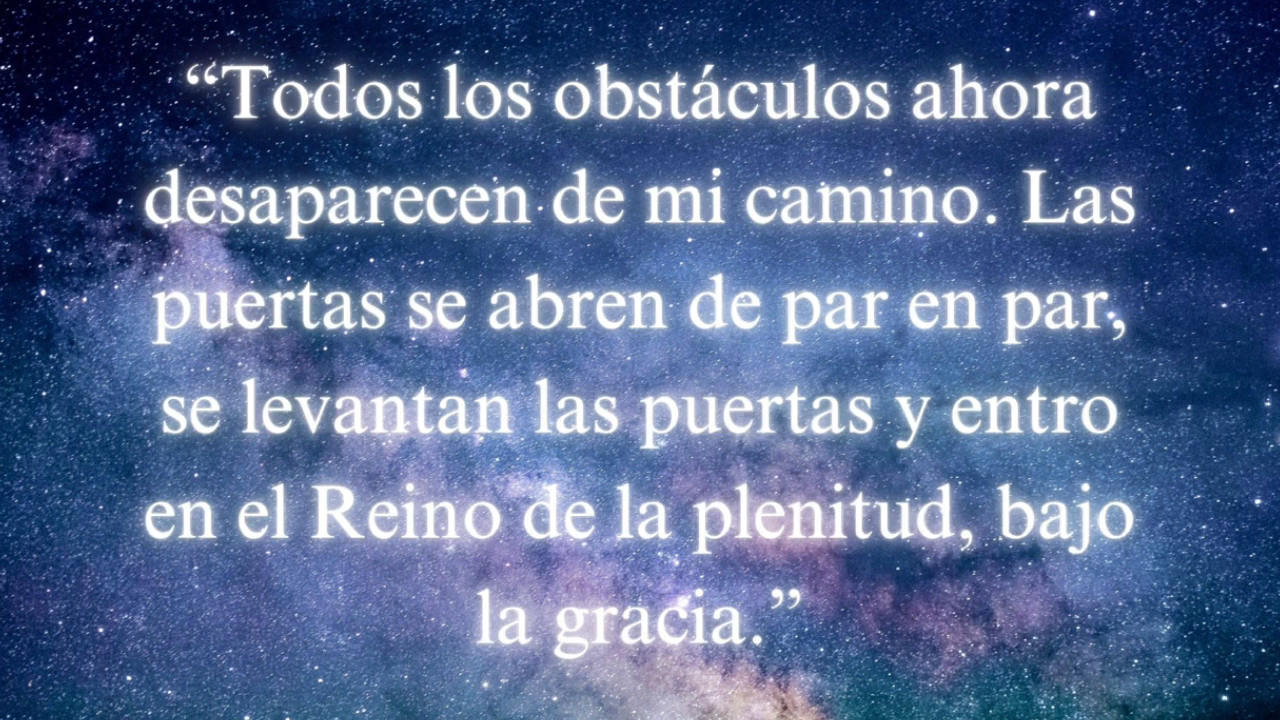 “Todos los obstáculos ahora
desaparecen de mi camino. Las
puertas se abren de par en par,
se levantan las puertas y entro
en el Reino de la plenitud, bajo
la gracia.”